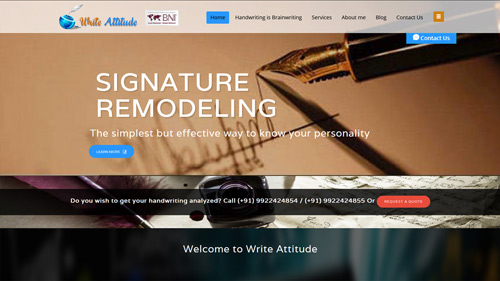 Write Attitude
BNI
Home
Handwriting is Brainwriting
Services
About me
Blog
Contact Us
Contact Us
SIGNATURE
REMODELING
The simplest but effective way to know your personality
LEARN MORE
Do you wish to get your handwriting analyzed? Call (+91) 9922424854 / (+91) 9922424855 Or
REQUEST A QUOTE
Welcome to Write Attitude